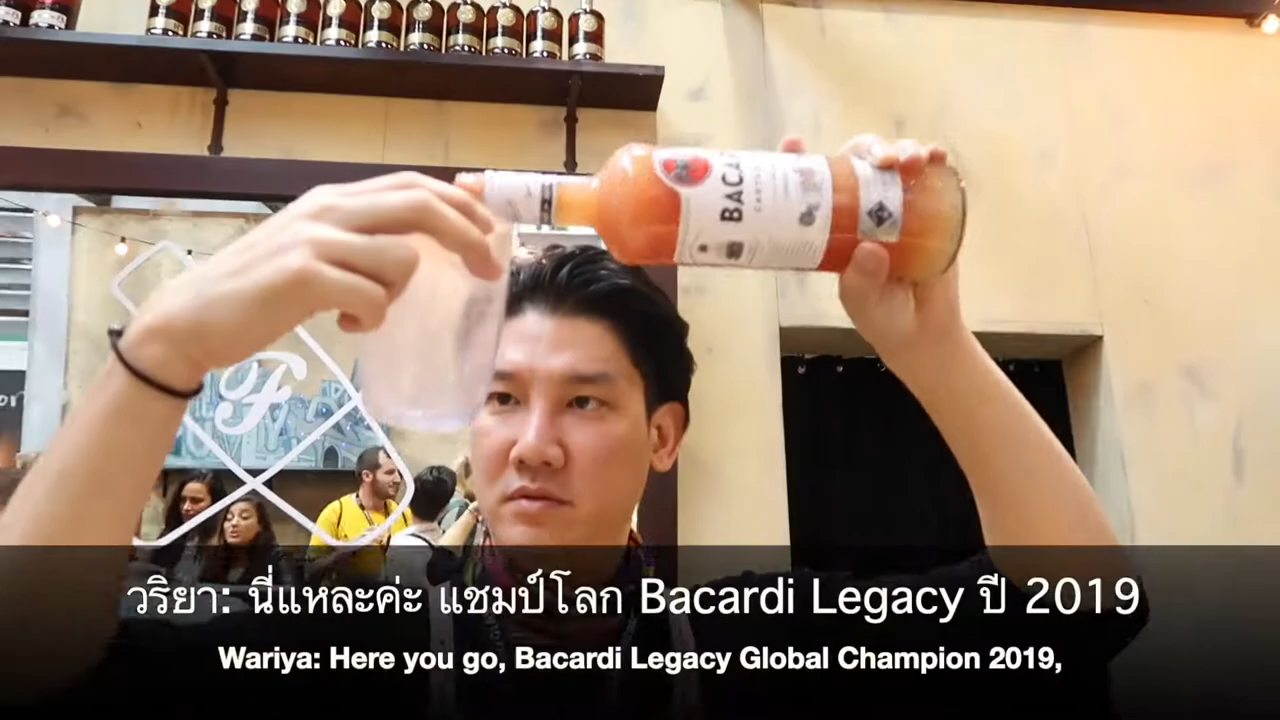 BACARDÍ
F
วริยา: นี่แหละค่ะ แชมป์โลก Bacardi Legacy ปี 2019
Wariya: Here you go, Bacardi Legacy Global Champion 2019,